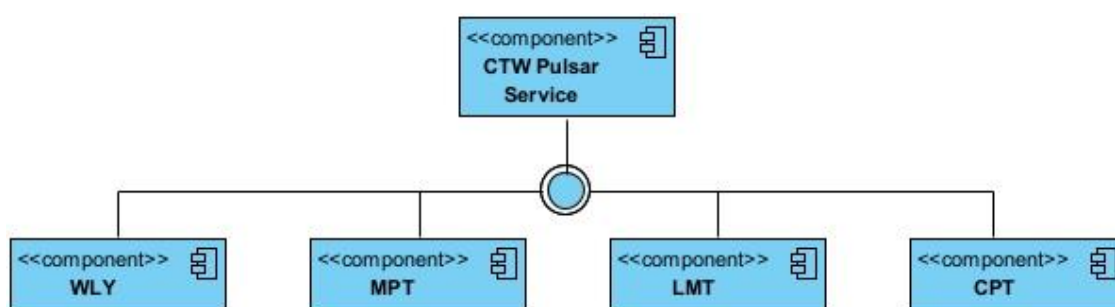 <<component>>
CTW Pulsar
Service
<<component>>
WLY
<<component>>
MPT
<<component>>
LMT
<<component>>
CPT